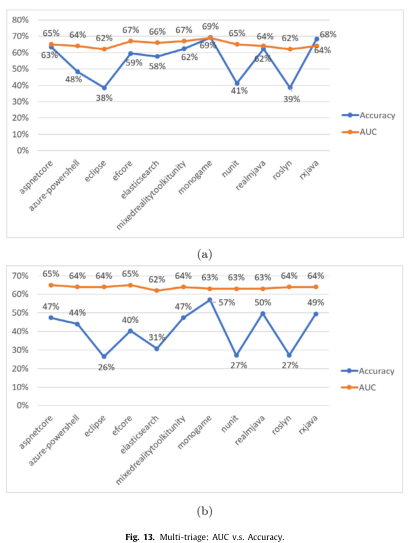 80%
70%
60%
50%
40%
30%
20%
10%
0%
65% 64% 62% 67% 66% 67% 69% 65% 64% 62% 68%
63% 48% 38% 59% 58% 62% 69% 41% 62% 39% 64%
aspnetcore
azure-powershell
eclipse
efcore
elasticsearch
mixedrealitytoolkitunity
monogame
nunit
realmjava
roslyn
rxjava
Accuracy
AUC
(a)
70%
60%
50%
40%
30%
20%
10%
0%
65% 64% 64% 65% 62% 64% 63% 63% 63% 64% 64%
47% 44% 26% 40% 31% 47% 57% 27% 50% 27% 49%
aspnetcore
azure-powershell
eclipse
efcore
elasticsearch
mixedrealitytoolkitunity
monogame
nunit
realmjava
roslyn
rxjava
Accuracy
AUC
(b)
Fig. 13. Multi-triage: AUC v.s. Accuracy.